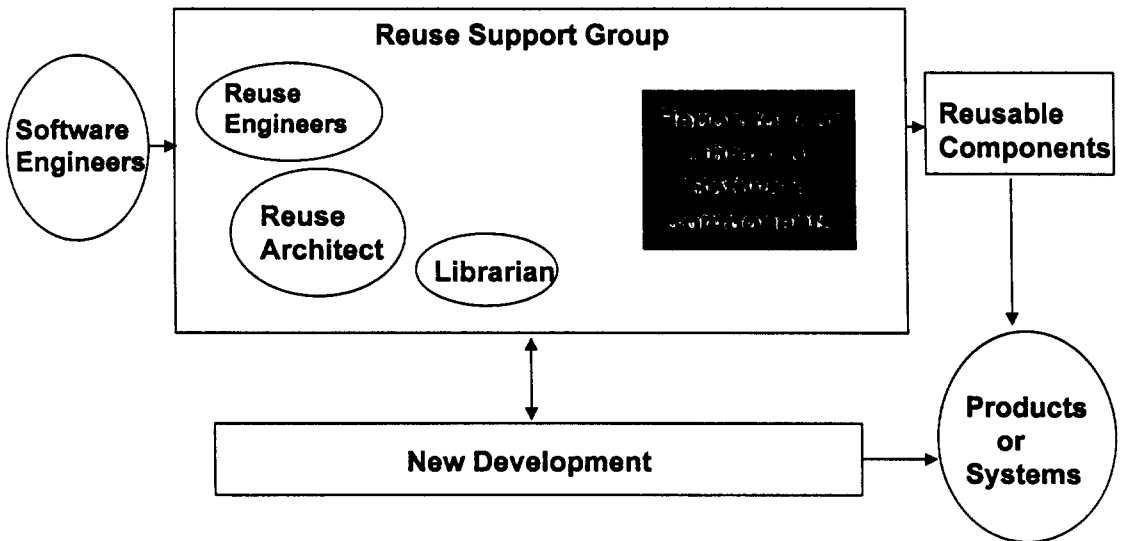 Reuse Support Group
Software
Engineers
Reuse
Engineers
Reuse
Architect
Librarian
Reusable
Components
New Development
Products
or
Systems